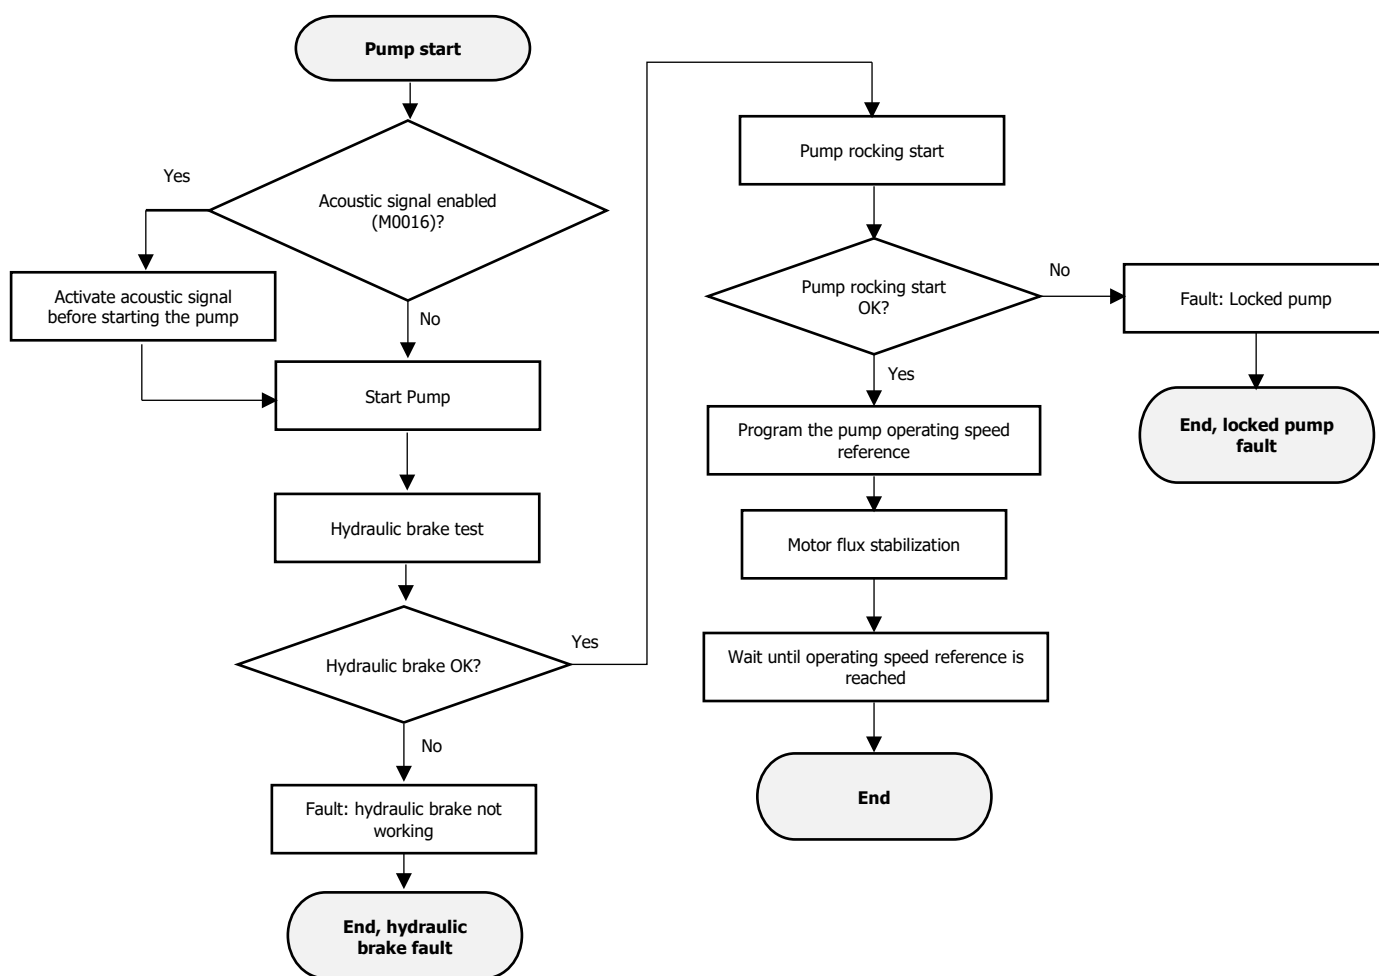 Pump start
Yes
Acoustic signal enabled
(M0016)?
Activate acoustic signal
before starting the pump
No
Start Pump
Hydraulic brake test
Hydraulic brake OK?
Yes
No
Fault: hydraulic brake not
working
End, hydraulic
brake fault
Pump rocking start
Pump rocking start
OK?
No
Fault: Locked pump
End, locked pump
fault
Yes
Program the pump operating speed
reference
Motor flux stabilization
Wait until operating speed reference is
reached
End